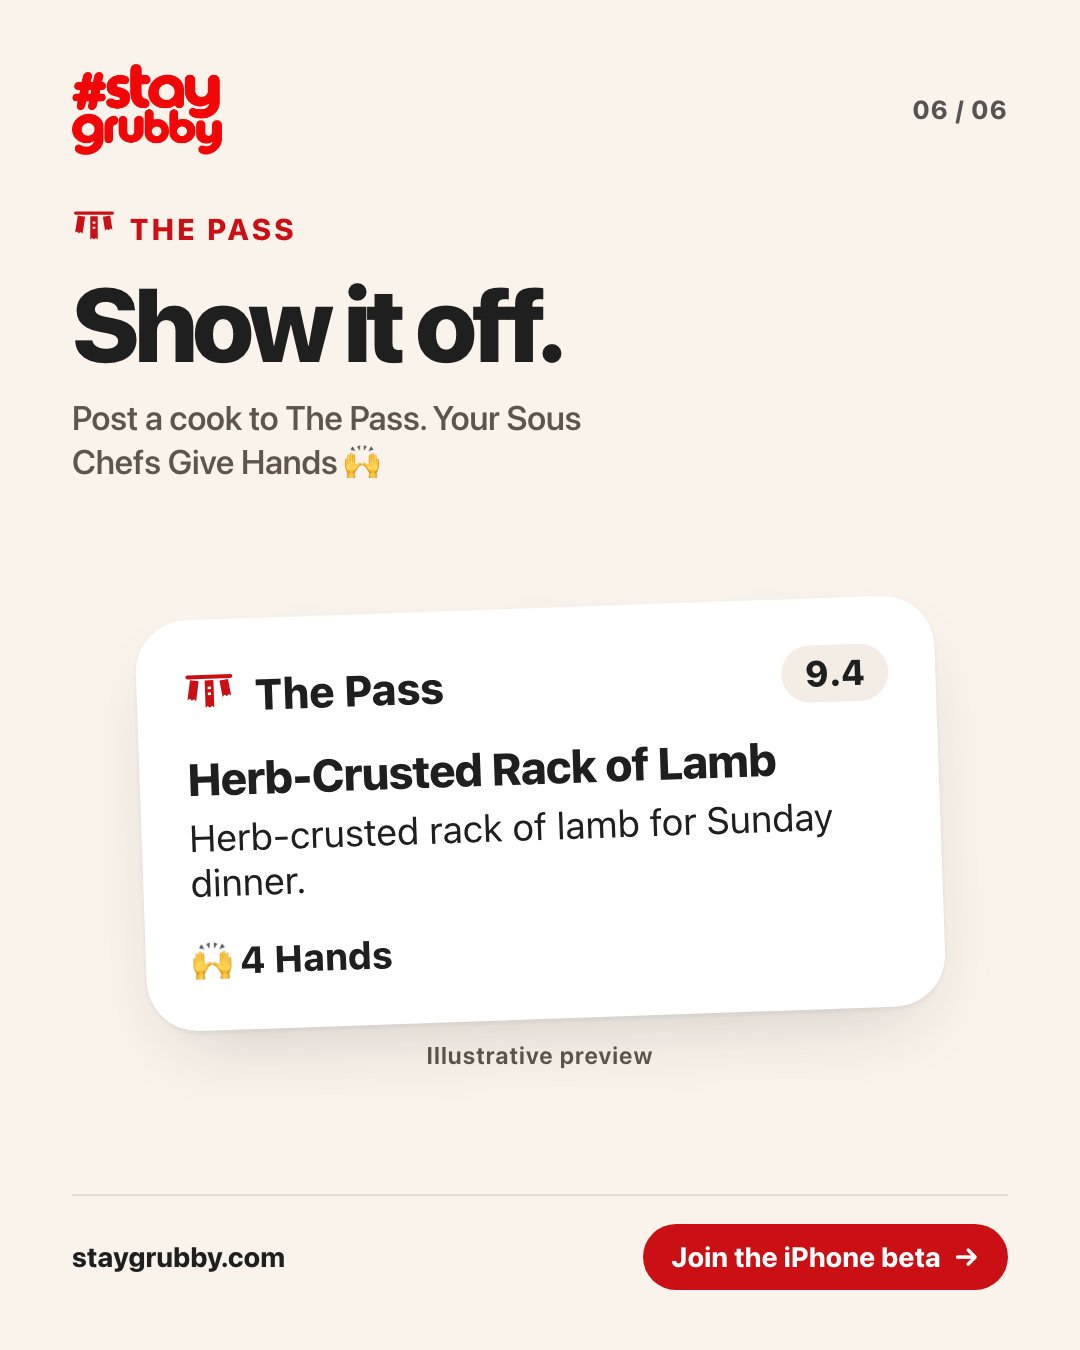 #stay
grubby
06 / 06
THE PASS
Show it off.
Post a cook to The Pass. Your Sous
Chefs Give Hands 🙌
The Pass
9.4
Herb-Crusted Rack of Lamb
Herb-crusted rack of lamb for Sunday
dinner.
🙌 4 Hands
Illustrative preview
staygrubby.com
Join the iPhone beta →